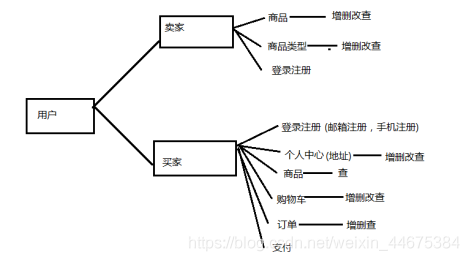 用户
卖家
商品 增删改查
商品类型 增删改查
登录注册
买家
登录注册 (邮箱注册，手机注册)
个人中心 (地址) 增删改查
商品 查
购物车 增删改查
订单 增删查
支付
https://blog.csdn.net/weixin_44675384